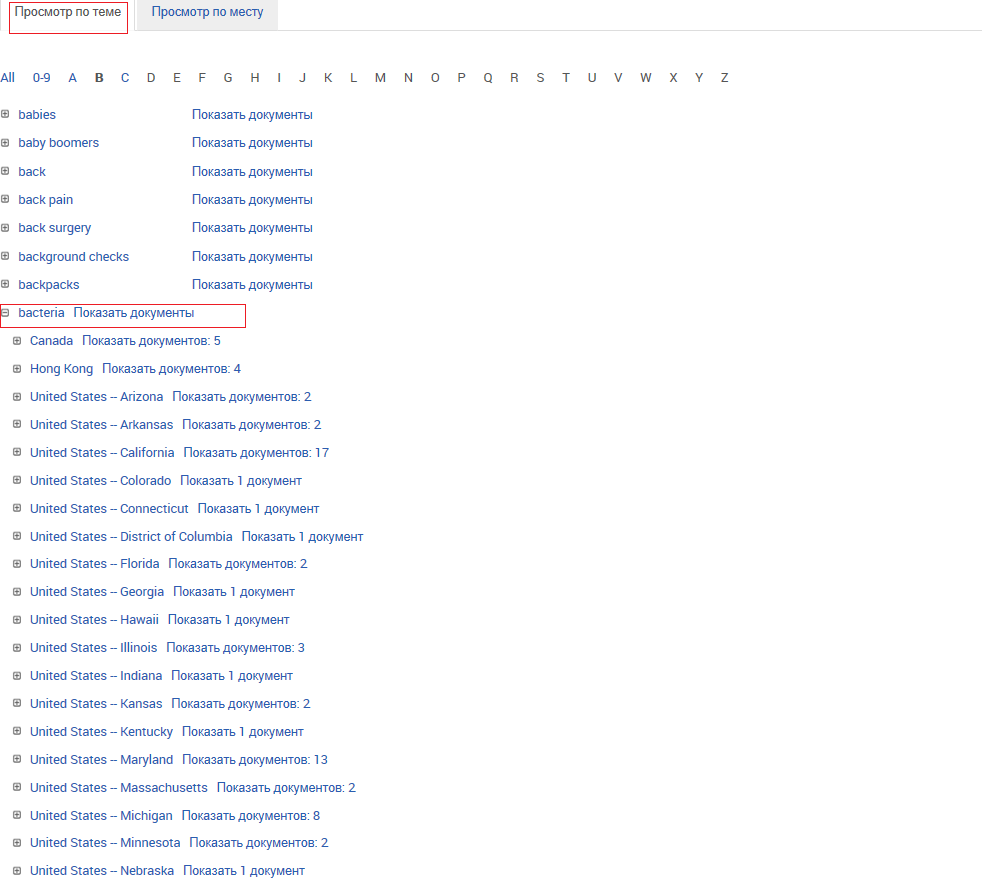 Просмотр по теме Просмотр по месту
All 0-9 A B C D E F G H I J K L M N O P Q R S T U V W X Y Z
babies Показать документы
baby boomers Показать документы
back Показать документы
back pain Показать документы
back surgery Показать документы
background checks Показать документы
backpacks Показать документы
bacteria Показать документы
Canada Показать документов: 5
Hong Kong Показать документов: 4
United States -- Arizona Показать документов: 2
United States -- Arkansas Показать документов: 2
United States -- California Показать документов: 17
United States -- Colorado Показать 1 документ
United States -- Connecticut Показать 1 документ
United States -- District of Columbia Показать 1 документ
United States -- Florida Показать документов: 2
United States -- Georgia Показать 1 документ
United States -- Hawaii Показать 1 документ
United States -- Illinois Показать документов: 3
United States -- Indiana Показать 1 документ
United States -- Kansas Показать документов: 2
United States -- Kentucky Показать 1 документ
United States -- Maryland Показать документов: 13
United States -- Massachusetts Показать документов: 2
United States -- Michigan Показать документов: 8
United States -- Minnesota Показать документов: 2
United States -- Nebraska Показать 1 документ